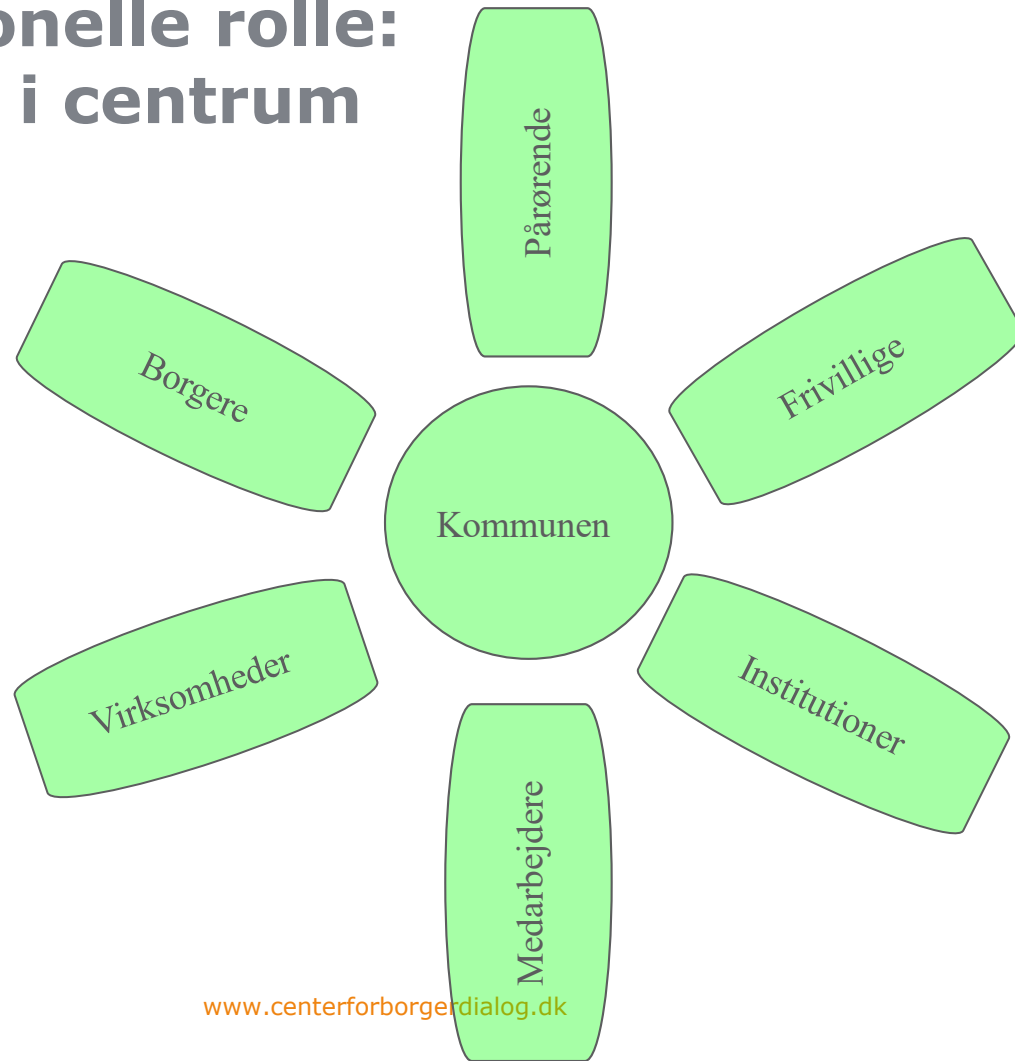 onelle rolle:
i centrum
Pårørende
Frivillige
Borgere
Kommunen
Virksomheder
Institutioner
Medarbejdere
www.centerforborgerdialog.dk